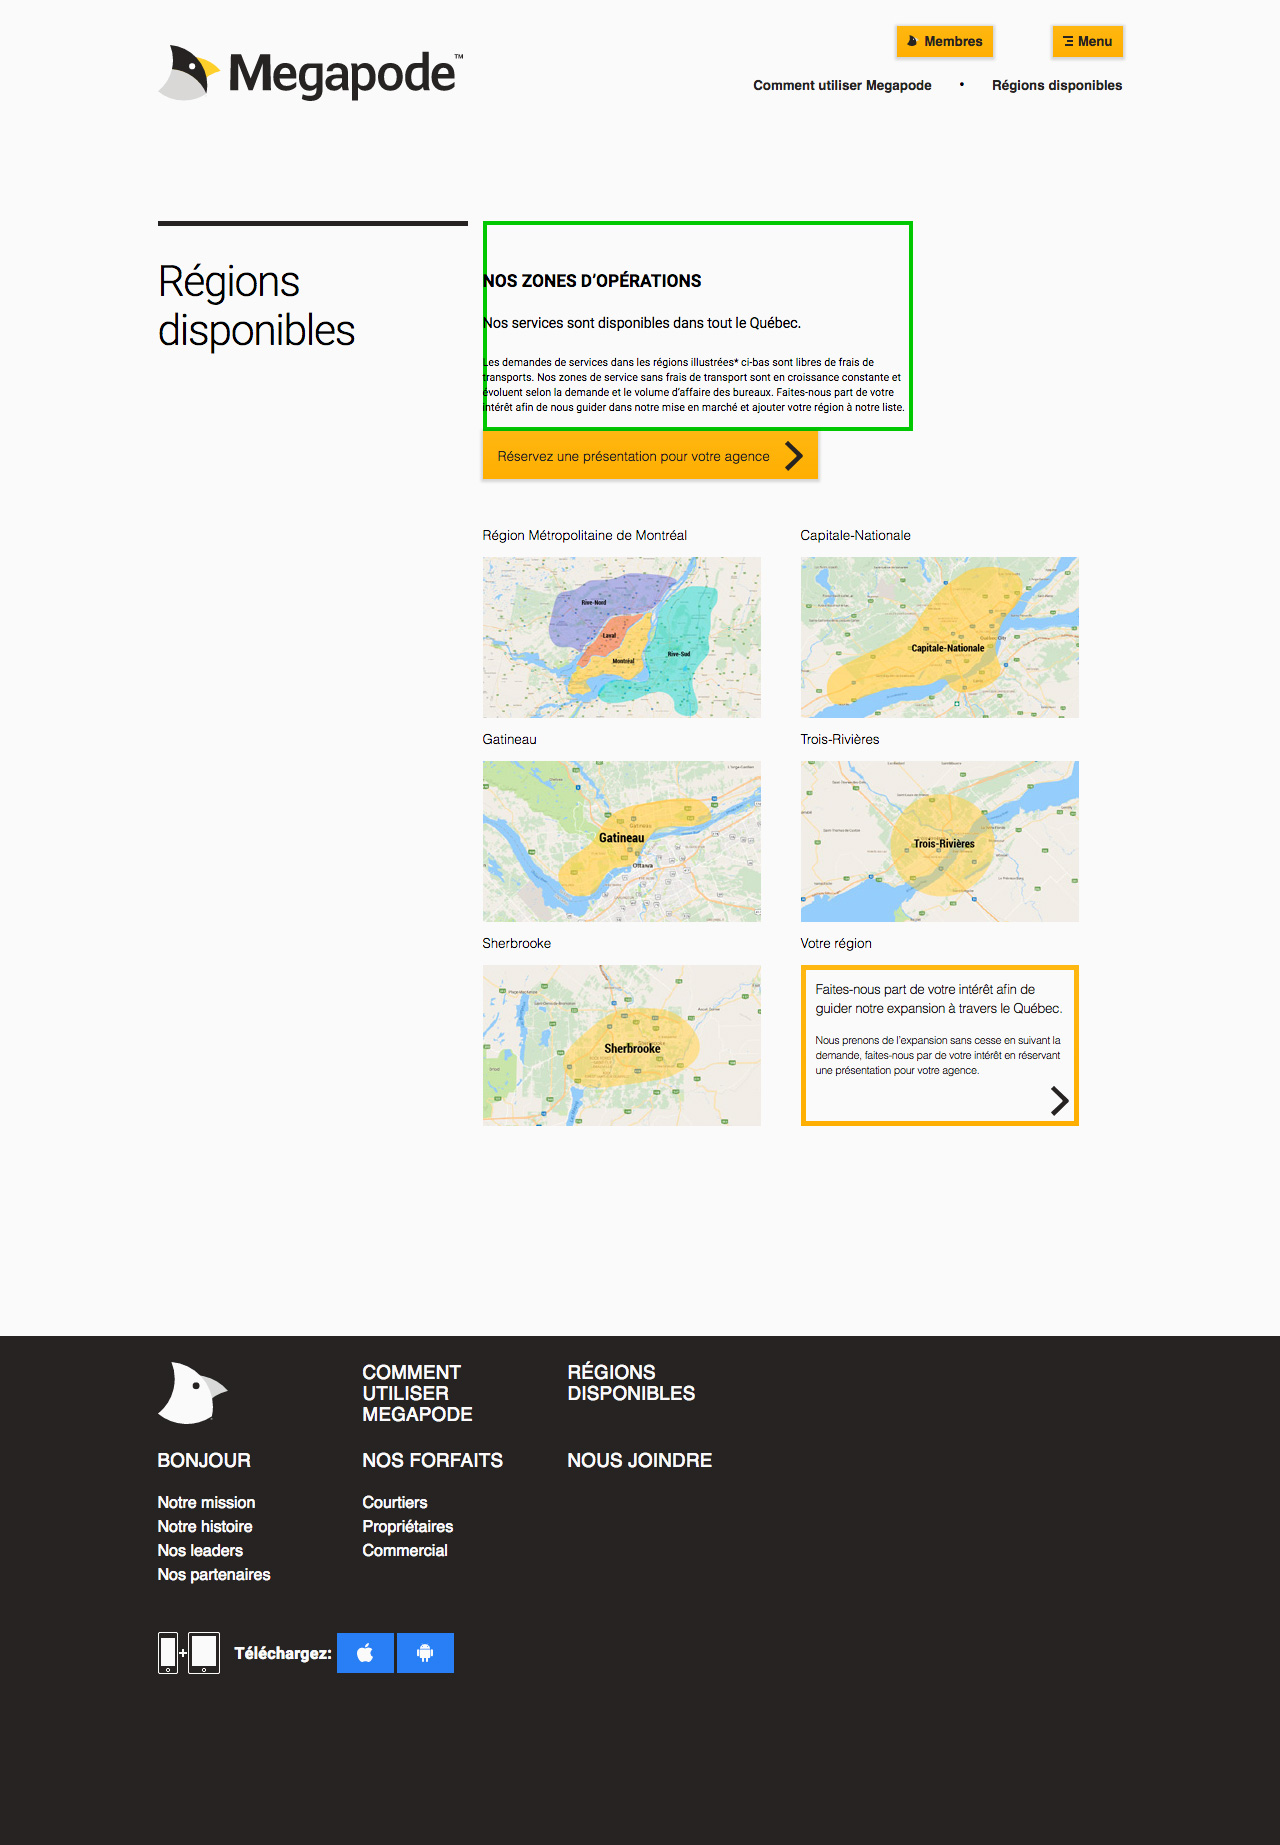 Megapode™
Membres
Menu
Comment utiliser Megapode • Régions disponibles
Régions
disponibles
NOS ZONES D’OPÉRATIONS
Nos services sont disponibles dans tout le Québec.
Les demandes de services dans les régions illustrées* ci-bas sont libres de frais de
transports. Nos zones de service sans frais de transport sont en croissance constante et
évoluent selon la demande et le volume d’affaire des bureaux. Faites-nous part de votre
intérêt afin de nous guider dans notre mise en marché et ajouter votre région à notre liste.
Réservez une présentation pour votre agence
Région Métropolitaine de Montréal
Rive-Nord
Laval
Montréal
Rive-Sud
Capitale-Nationale
Capitale-Nationale
Gatineau
Gatineau
Ottawa
Trois-Rivières
Trois-Rivières
Sherbrooke
Sherbrooke
Votre région
Faites-nous part de votre intérêt afin de
guider notre expansion à travers le Québec.
Nous prenons de l’expansion sans cesse en suivant la
demande, faites-nous par de votre intérêt en réservant
une présentation pour votre agence.
COMMENT
UTILISER
MEGAPODE
RÉGIONS
DISPONIBLES
BONJOUR
Notre mission
Notre histoire
Nos leaders
Nos partenaires
NOS FORFAITS
Courtiers
Propriétaires
Commercial
NOUS JOINDRE
+
Téléchargez: